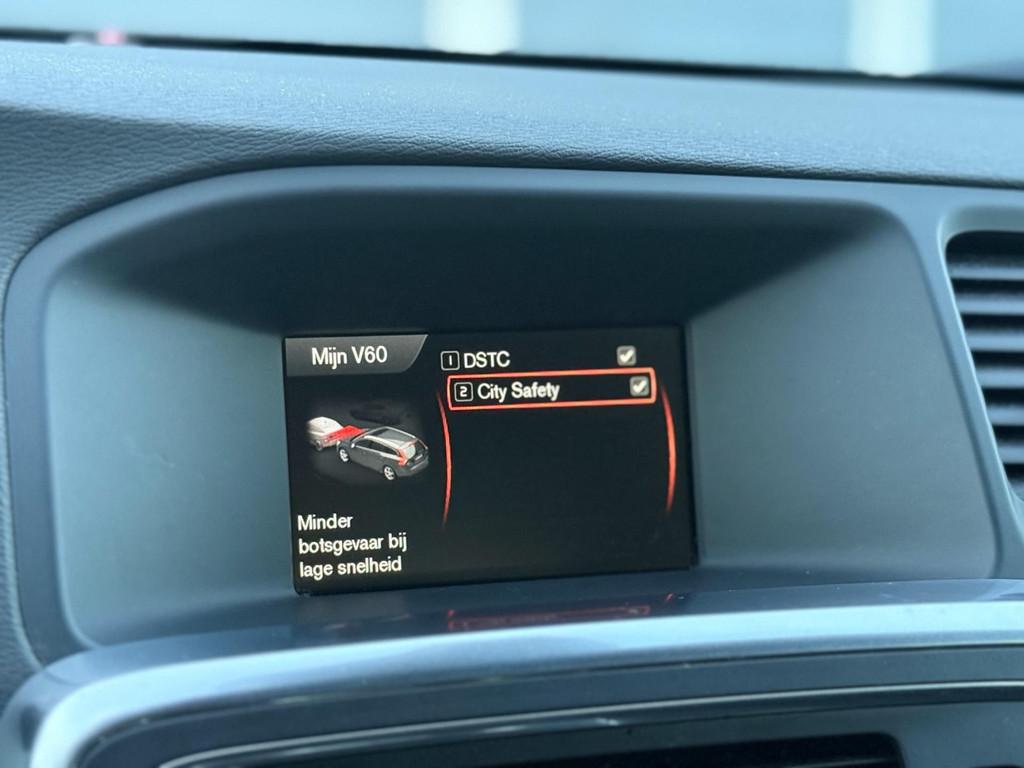 Mijn V60
1 DSTC
2 City Safety
Minder
botsgevaar bij
lage snelheid